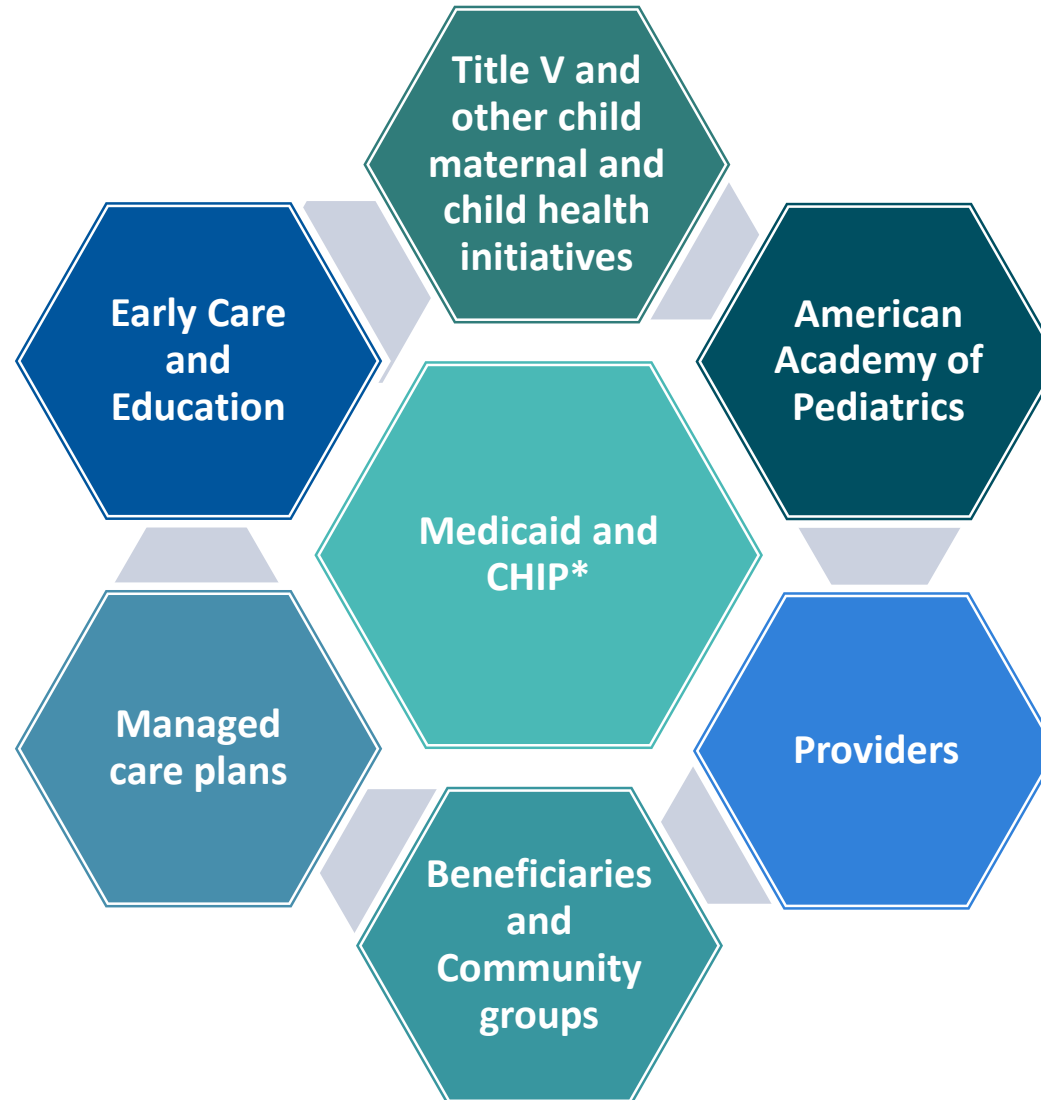 Title V and
other child
maternal and
child health
initiatives
Early Care
and
Education
American
Academy of
Pediatrics
Medicaid and
CHIP*
Managed
care plans
Providers
Beneficiaries
and
Community
groups